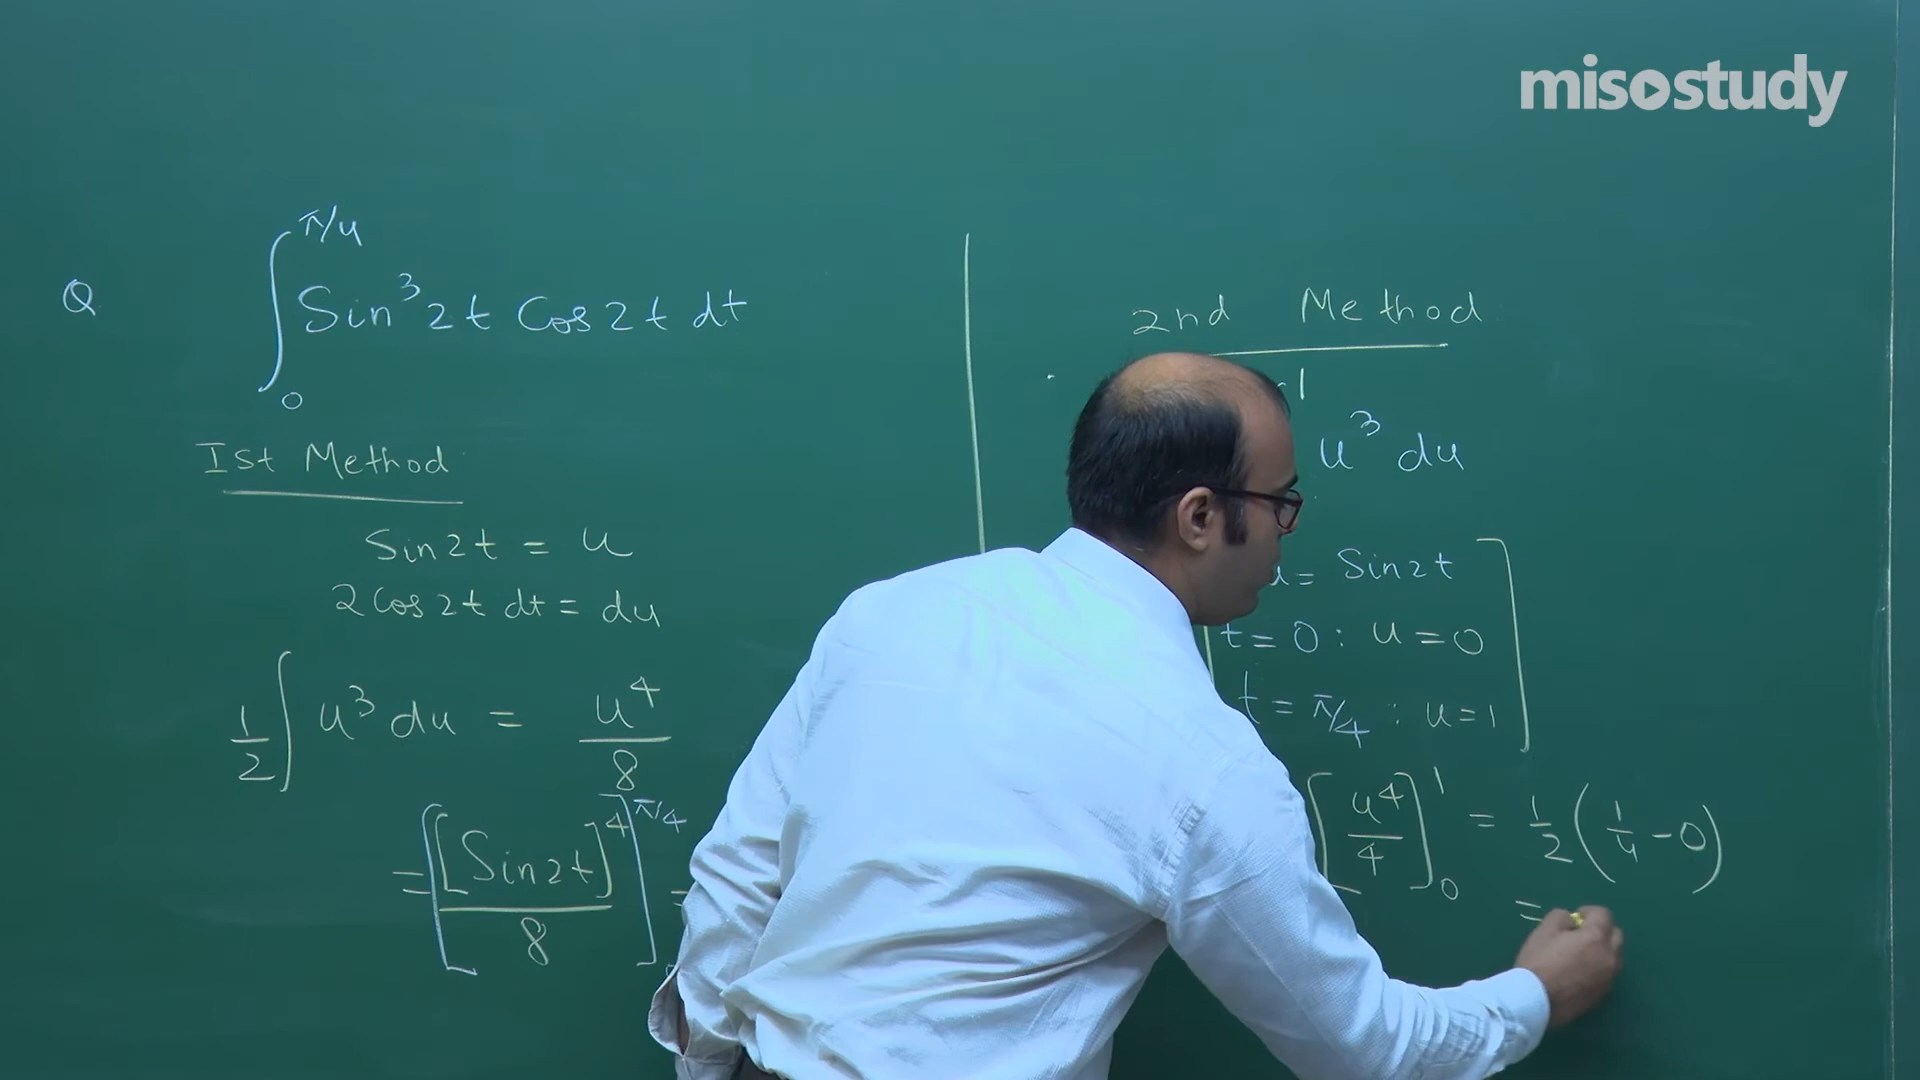 misostudy
Q ∫₀^π/4 Sin³2t Cos2t dt
Ist Method
Sin2t = u
2Cos2t dt = du
1/2 ∫ u³ du = u⁴/8
= [[Sin2t]⁴/8]^π/4 =
2nd Method
1
u³ du
u = Sin2t
t = 0 : u = 0
t = π/4 : u = 1
[u⁴/4]₀¹ = 1/2 (1/4 - 0)
=